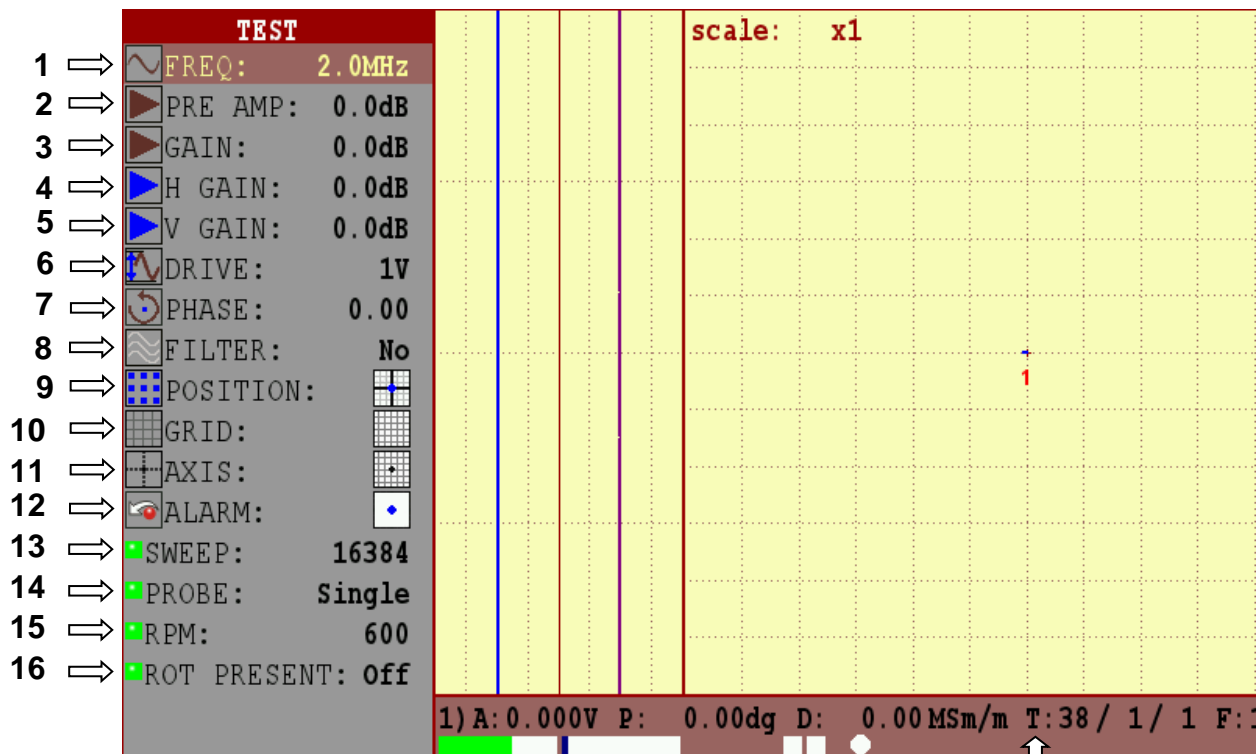 TEST
scale: x1
1 FREQ: 2.0MHz
2 PRE AMP: 0.0dB
3 GAIN: 0.0dB
4 H GAIN: 0.0dB
5 V GAIN: 0.0dB
6 DRIVE: 1V
7 PHASE: 0.00
8 FILTER: No
1
9 POSITION:
10 GRID:
11 AXIS:
12 ALARM:
13 SWEEP: 16384
14 PROBE: Single
15 RPM: 600
16 ROT PRESENT: Off
1)A:0.000V P: 0.00dg D: 0.00MSm/m T:38/ 1/ 1 F:1